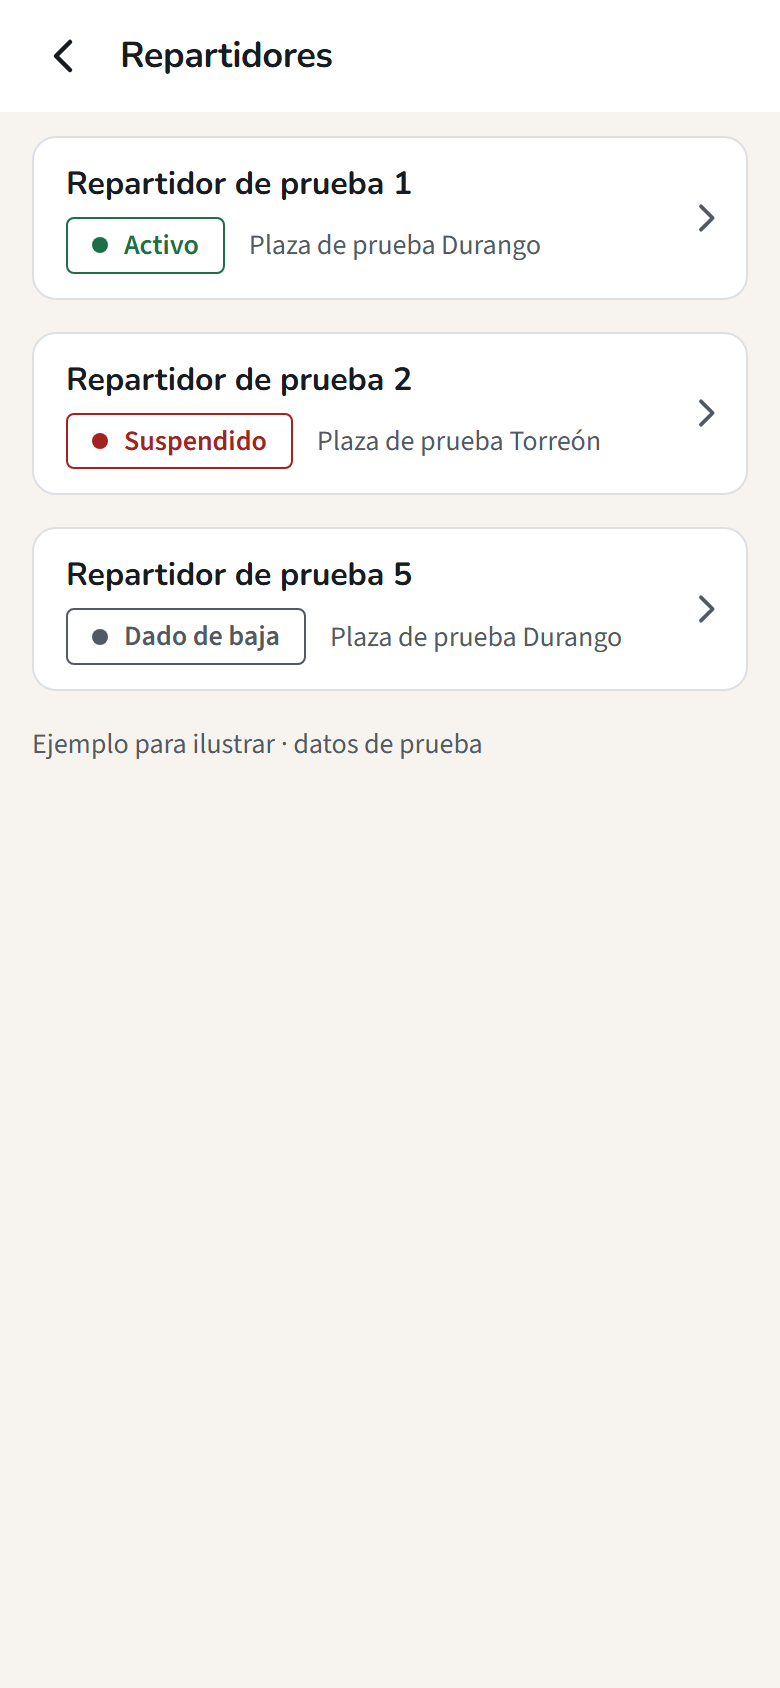 Repartidores
Repartidor de prueba 1
Activo Plaza de prueba Durango
Repartidor de prueba 2
Suspendido Plaza de prueba Torreón
Repartidor de prueba 5
Dado de baja Plaza de prueba Durango
Ejemplo para ilustrar · datos de prueba